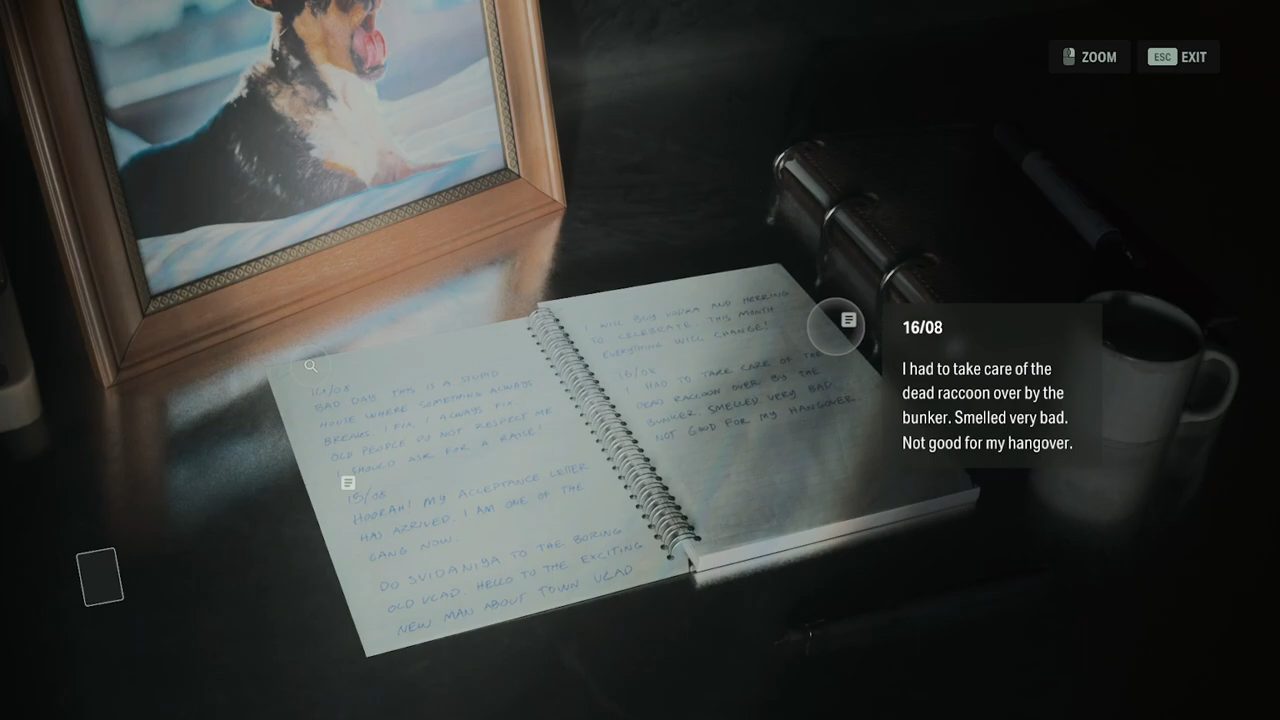 ZOOM
ESC EXIT
14/08
BAD DAY. THIS IS A STUPID
HOUSE WHERE SOMETHING ALWAYS
BREAKS. I FIX, I ALWAYS FIX.
OLD PEOPLE DO NOT RESPECT ME
I SHOULD ASK FOR A RAISE!
15/08
HOORAH! MY ACCEPTANCE LETTER
HAS ARRIVED. I AM ONE OF THE
GANG NOW.
DO SVIDANIYA TO THE BORING
OLD VLAD. HELLO TO THE EXCITING
NEW MAN ABOUT TOWN VLAD
I WILL BUY VODKA AND HERRING
TO CELEBRATE. THIS MONTH
EVERYTHING WILL CHANGE!
16/08
I HAD TO TAKE CARE OF THE
DEAD RACOON OVER BY THE
BUNKER. SMELLED VERY BAD.
NOT GOOD FOR MY HANGOVER.
16/08
I had to take care of the
dead raccoon over by the
bunker. Smelled very bad.
Not good for my hangover.